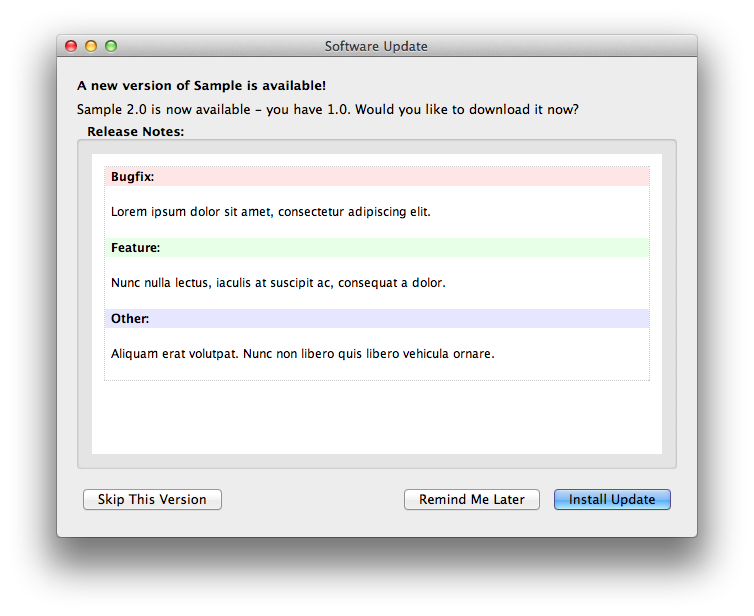 Software Update
A new version of Sample is available!
Sample 2.0 is now available – you have 1.0. Would you like to download it now?
Release Notes:
Bugfix:
Lorem ipsum dolor sit amet, consectetur adipiscing elit.
Feature:
Nunc nulla lectus, iaculis at suscipit ac, consequat a dolor.
Other:
Aliquam erat volutpat. Nunc non libero quis libero vehicula ornare.
Skip This Version
Remind Me Later
Install Update